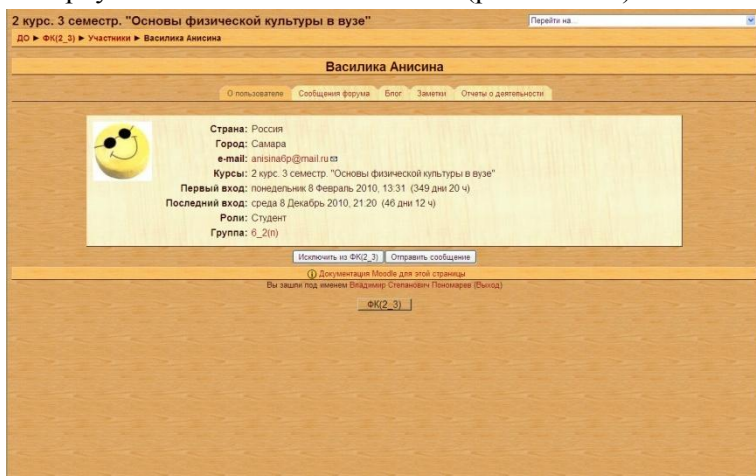 2 курс. 3 семестр. "Основы физической культуры в вузе"
Перейти на...
ДО ► ФК(2_3) ► Участники ► Василика Анисина
Василика Анисина
О пользователе Сообщения форума Блог Заметки Отчеты о деятельности
Страна: Россия
Город: Самара
e-mail: anisina6p@mail.ru
Курсы: 2 курс. 3 семестр. "Основы физической культуры в вузе"
Первый вход: понедельник 8 Февраль 2010, 13:31 (349 дни 20 ч)
Последний вход: среда 8 Декабрь 2010, 21:20 (46 дни 12 ч)
Роли: Студент
Группа: 6_2(п)
Исключить из ФК(2_3) Отправить сообщение
Документация Moodle для этой страницы
Вы зашли под именем Владимир Степанович Пономарев (Выход)
ФК(2_3)